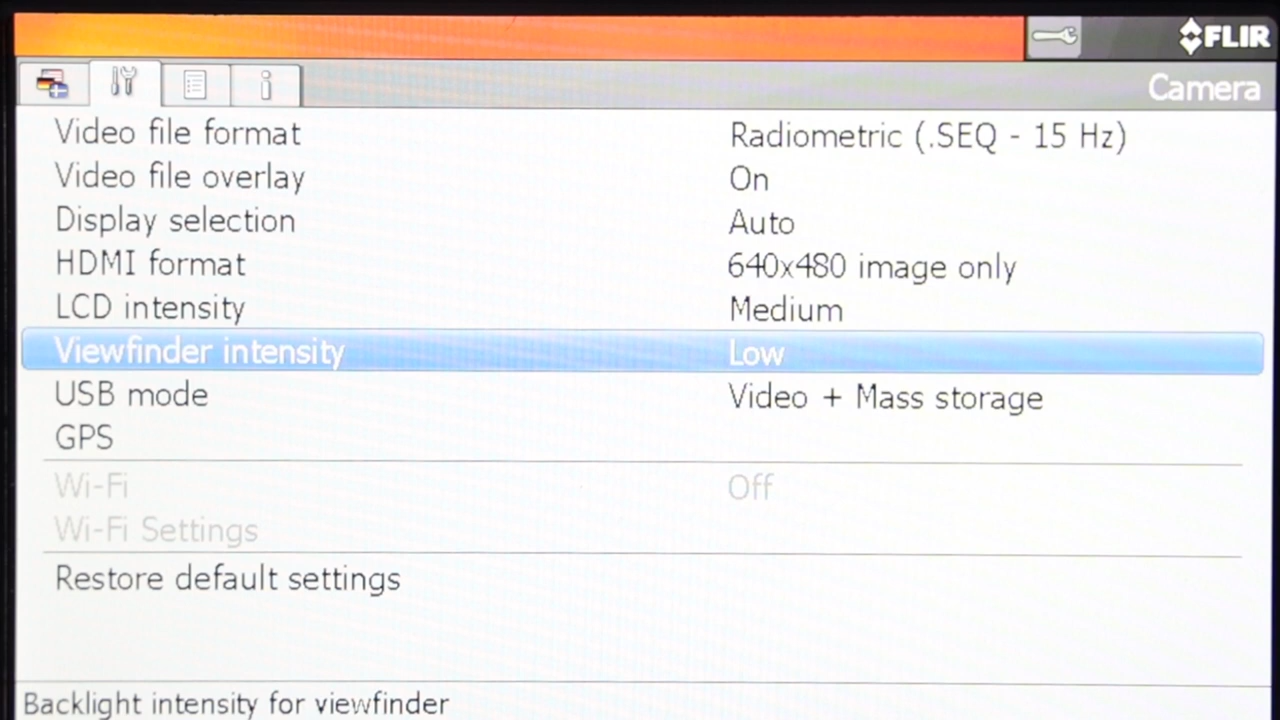 FLIR
Camera
Video file format Radiometric (.SEQ - 15 Hz)
Video file overlay On
Display selection Auto
HDMI format 640x480 image only
LCD intensity Medium
Viewfinder intensity Low
USB mode Video + Mass storage
GPS
Wi-Fi Off
Wi-Fi Settings
Restore default settings
Backlight intensity for viewfinder